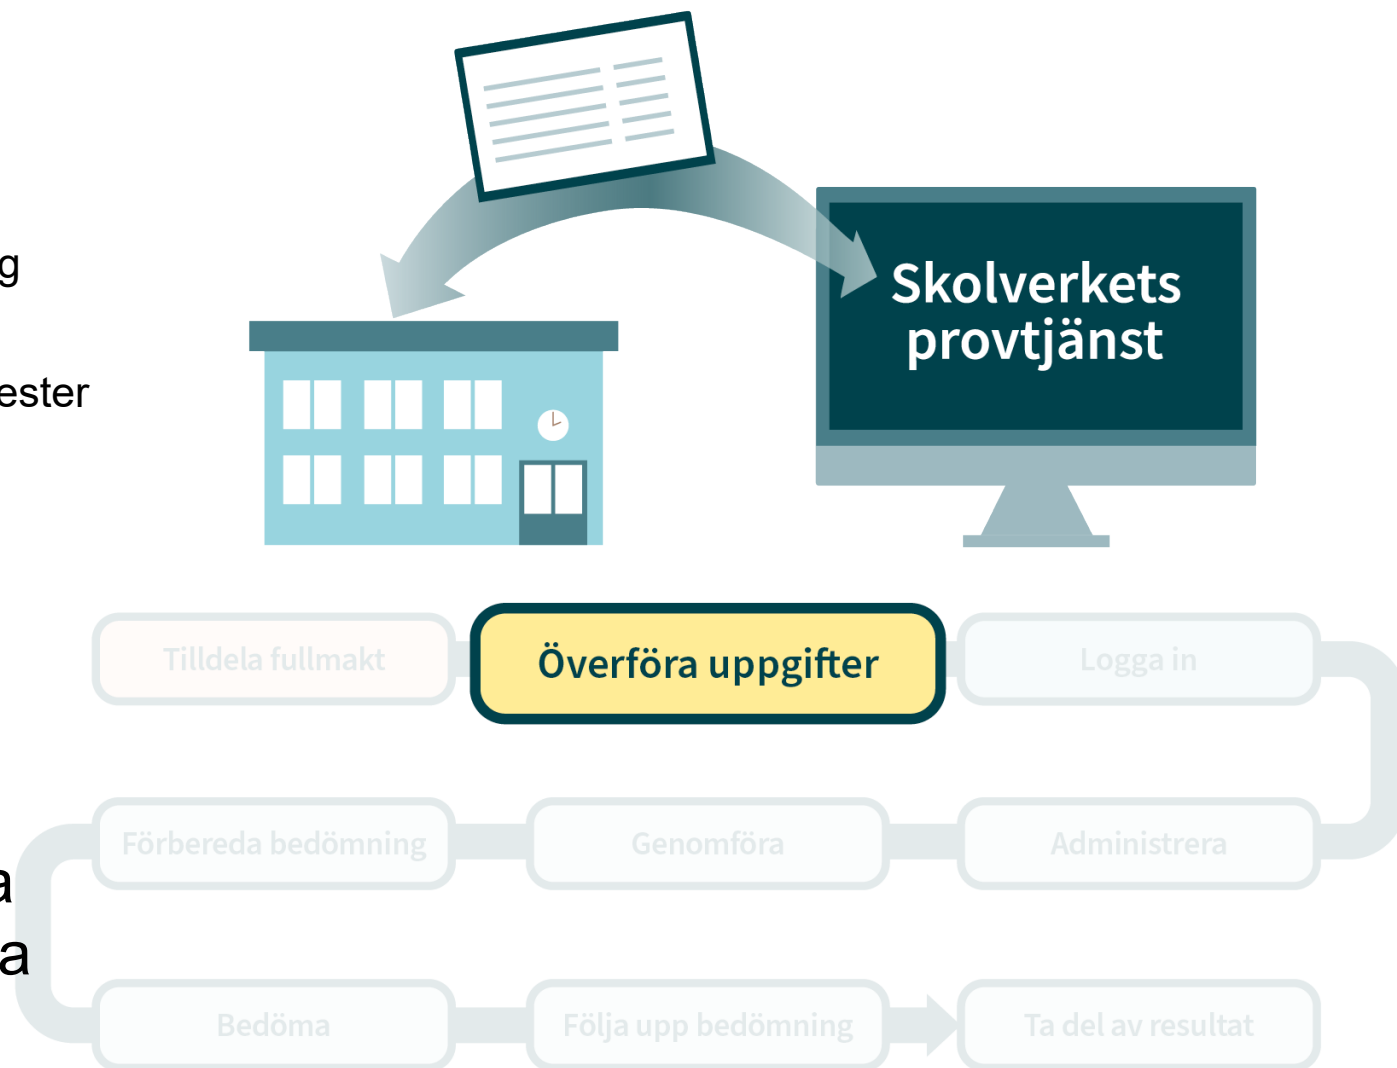 g
ester
Skolverkets
provtjänst
Tilldela fullmakt
Överföra uppgifter
Logga in
Förbereda bedömning
Genomföra
Administrera
a
a
Bedöma
Följa upp bedömning
Ta del av resultat